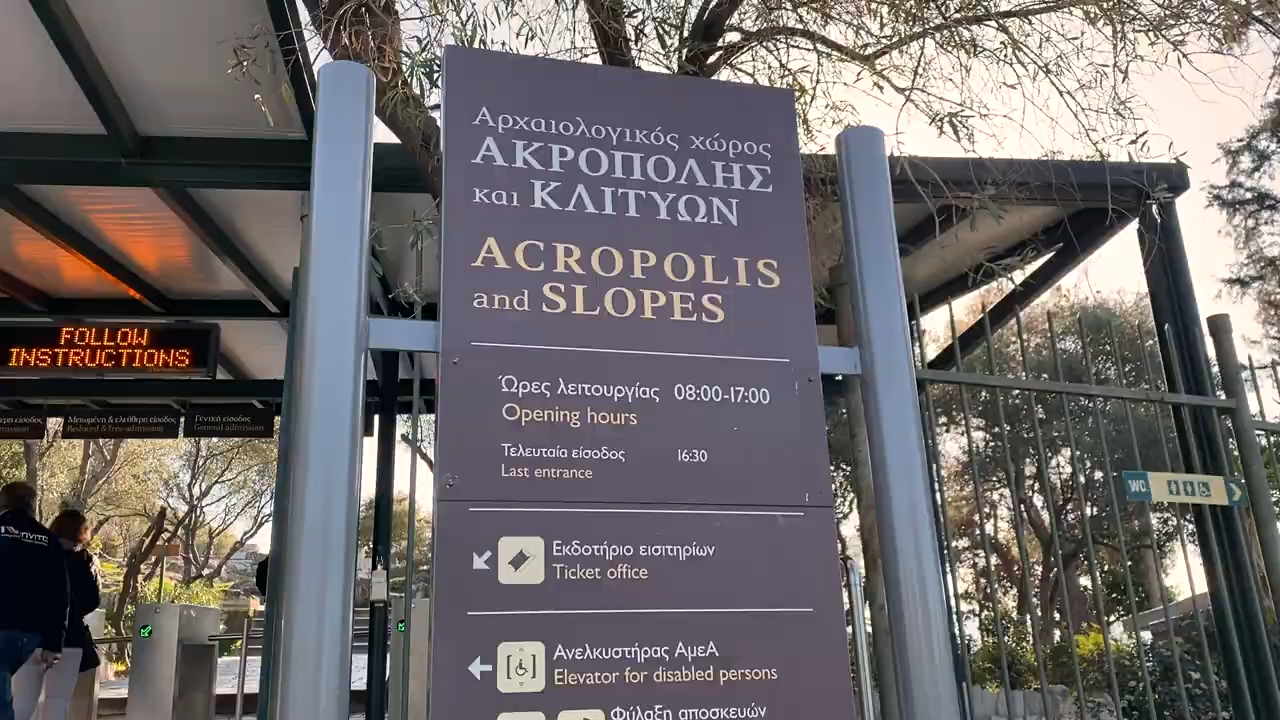 Αρχαιολογικός χώρος
ΑΚΡΟΠΟΛΗΣ
και ΚΛΙΤΥΩΝ
ACROPOLIS
and SLOPES
Ώρες λειτουργίας 08:00-17:00
Opening hours
Τελευταία είσοδος 16:30
Last entrance
Εκδοτήριο εισιτηρίων
Ticket office
Ανελκυστήρας ΑμεΑ
Elevator for disabled persons
Φύλαξη αποσκευών
FOLLOW
INSTRUCTIONS
Μειωμένη & ελεύθερη είσοδος
Reduced & free admission
Γενική είσοδος
General admission
WC